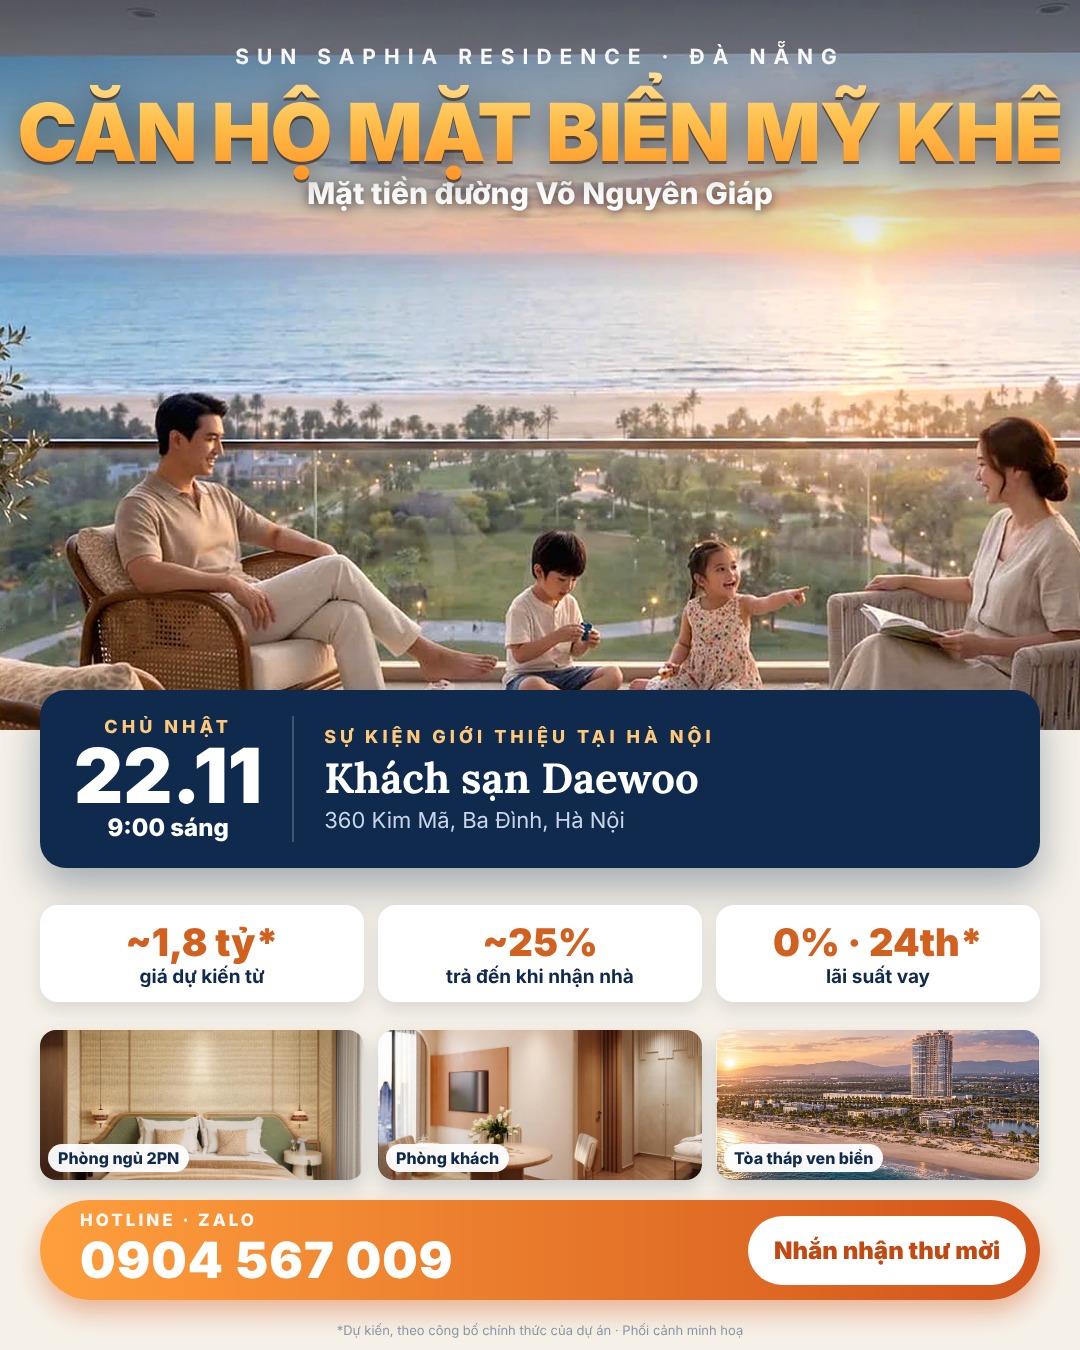 SUN SAPHIA RESIDENCE · ĐÀ NẴNG
CĂN HỘ MẶT BIỂN MỸ KHÊ
Mặt tiền đường Võ Nguyên Giáp
CHỦ NHẬT
22.11
9:00 sáng
SỰ KIỆN GIỚI THIỆU TẠI HÀ NỘI
Khách sạn Daewoo
360 Kim Mã, Ba Đình, Hà Nội
~1,8 tỷ*
giá dự kiến từ
~25%
trả đến khi nhận nhà
0% · 24th*
lãi suất vay
Phòng ngủ 2PN
Phòng khách
Tòa tháp ven biển
HOTLINE · ZALO
0904 567 009
Nhắn nhận thư mời
*Dự kiến, theo công bố chính thức của dự án · Phối cảnh minh hoạ